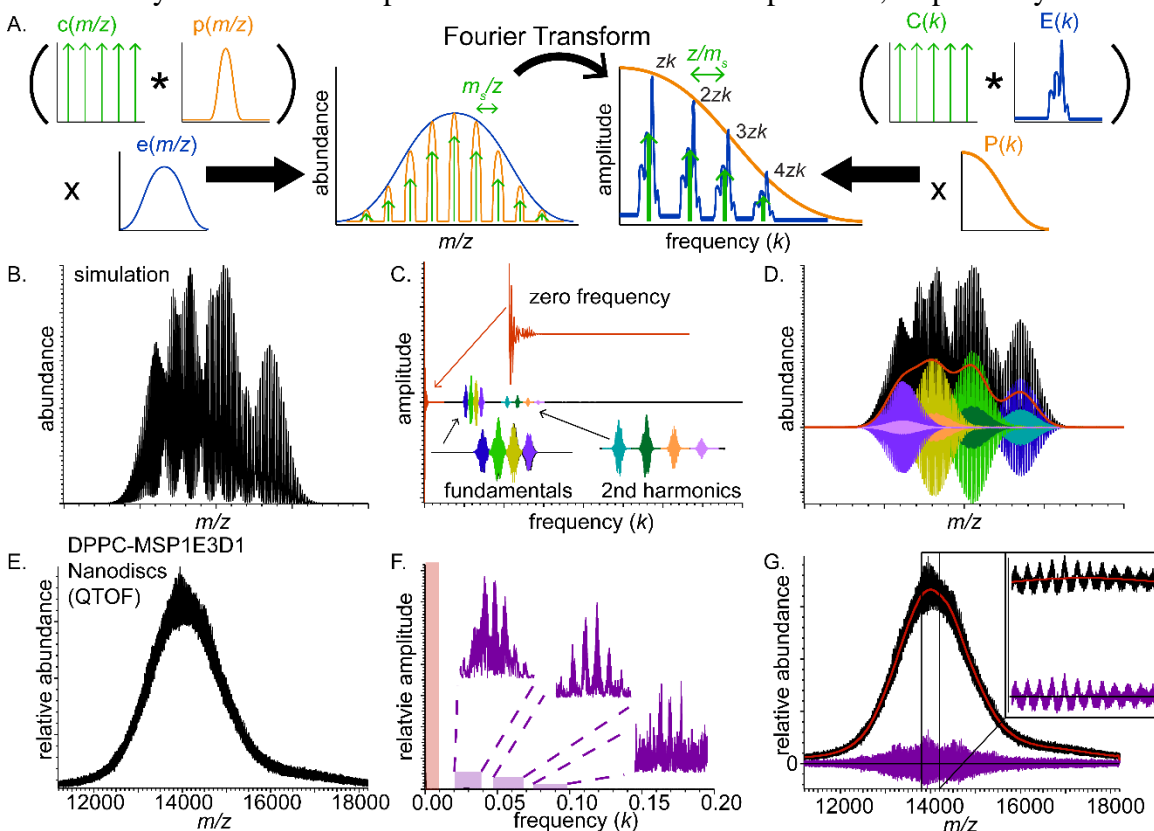 A.
c(m/z)
p(m/z)
*
e(m/z)
x
Fourier Transform
abundance
mₛ/z
m/z
amplitude
z/mₛ
zk
2zk
3zk
4zk
frequency (k)
C(k)
E(k)
*
P(k)
x
B.
simulation
abundance
m/z
C.
zero frequency
amplitude
fundamentals
2nd harmonics
frequency (k)
D.
abundance
m/z
E.
DPPC-MSP1E3D1
Nanodiscs
(QTOF)
relative abundance
12000 14000 16000 18000
m/z
F.
relatvie amplitude
0.00 0.05 0.10 0.15 0.20
frequency (k)
G.
relative abundance
0
12000 14000 16000 18000
m/z